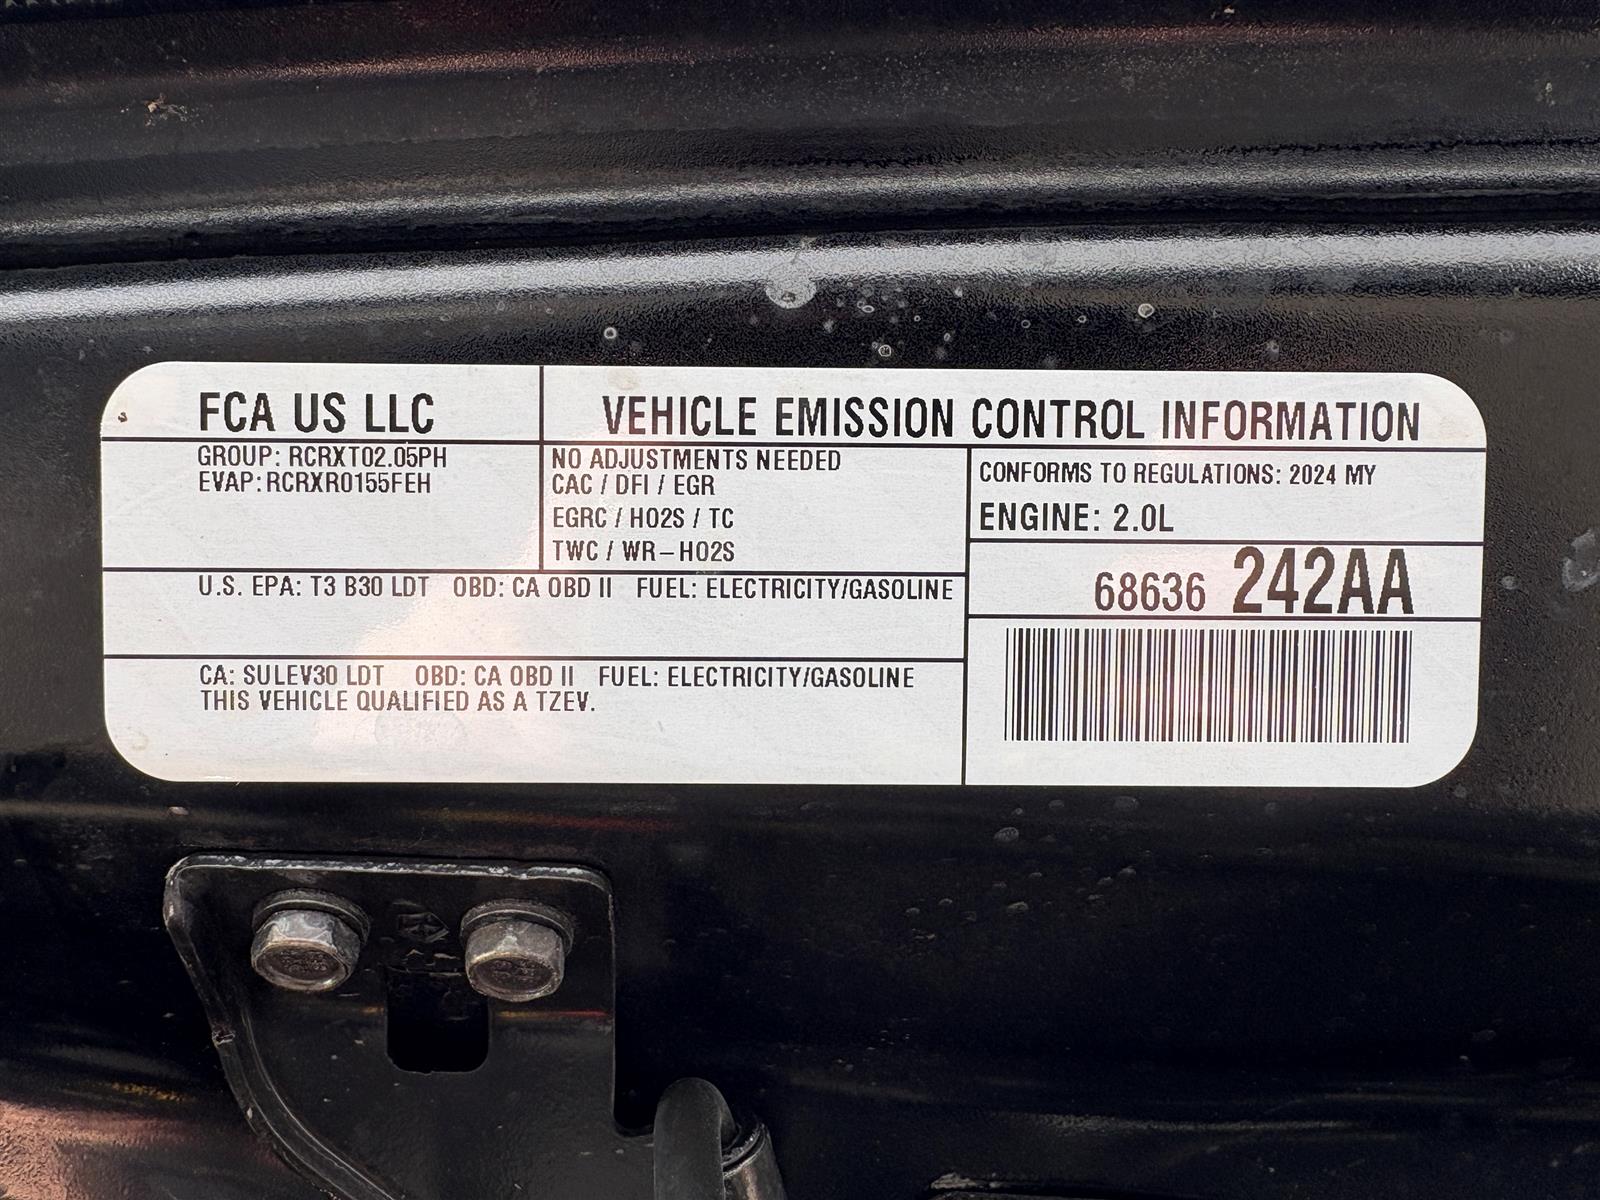 FCA US LLC
VEHICLE EMISSION CONTROL INFORMATION
GROUP: RCRXT02.05PH
EVAP: RCRXR0155FEH
NO ADJUSTMENTS NEEDED
CAC / DFI / EGR
EGRC / HO2S / TC
TWC / WR-HO2S
CONFORMS TO REGULATIONS: 2024 MY
ENGINE: 2.0L
68636 242AA
U.S. EPA: T3 B30 LDT OBD: CA OBD II FUEL: ELECTRICITY/GASOLINE
CA: SULEV30 LDT OBD: CA OBD II FUEL: ELECTRICITY/GASOLINE
THIS VEHICLE QUALIFIED AS A TZEV.